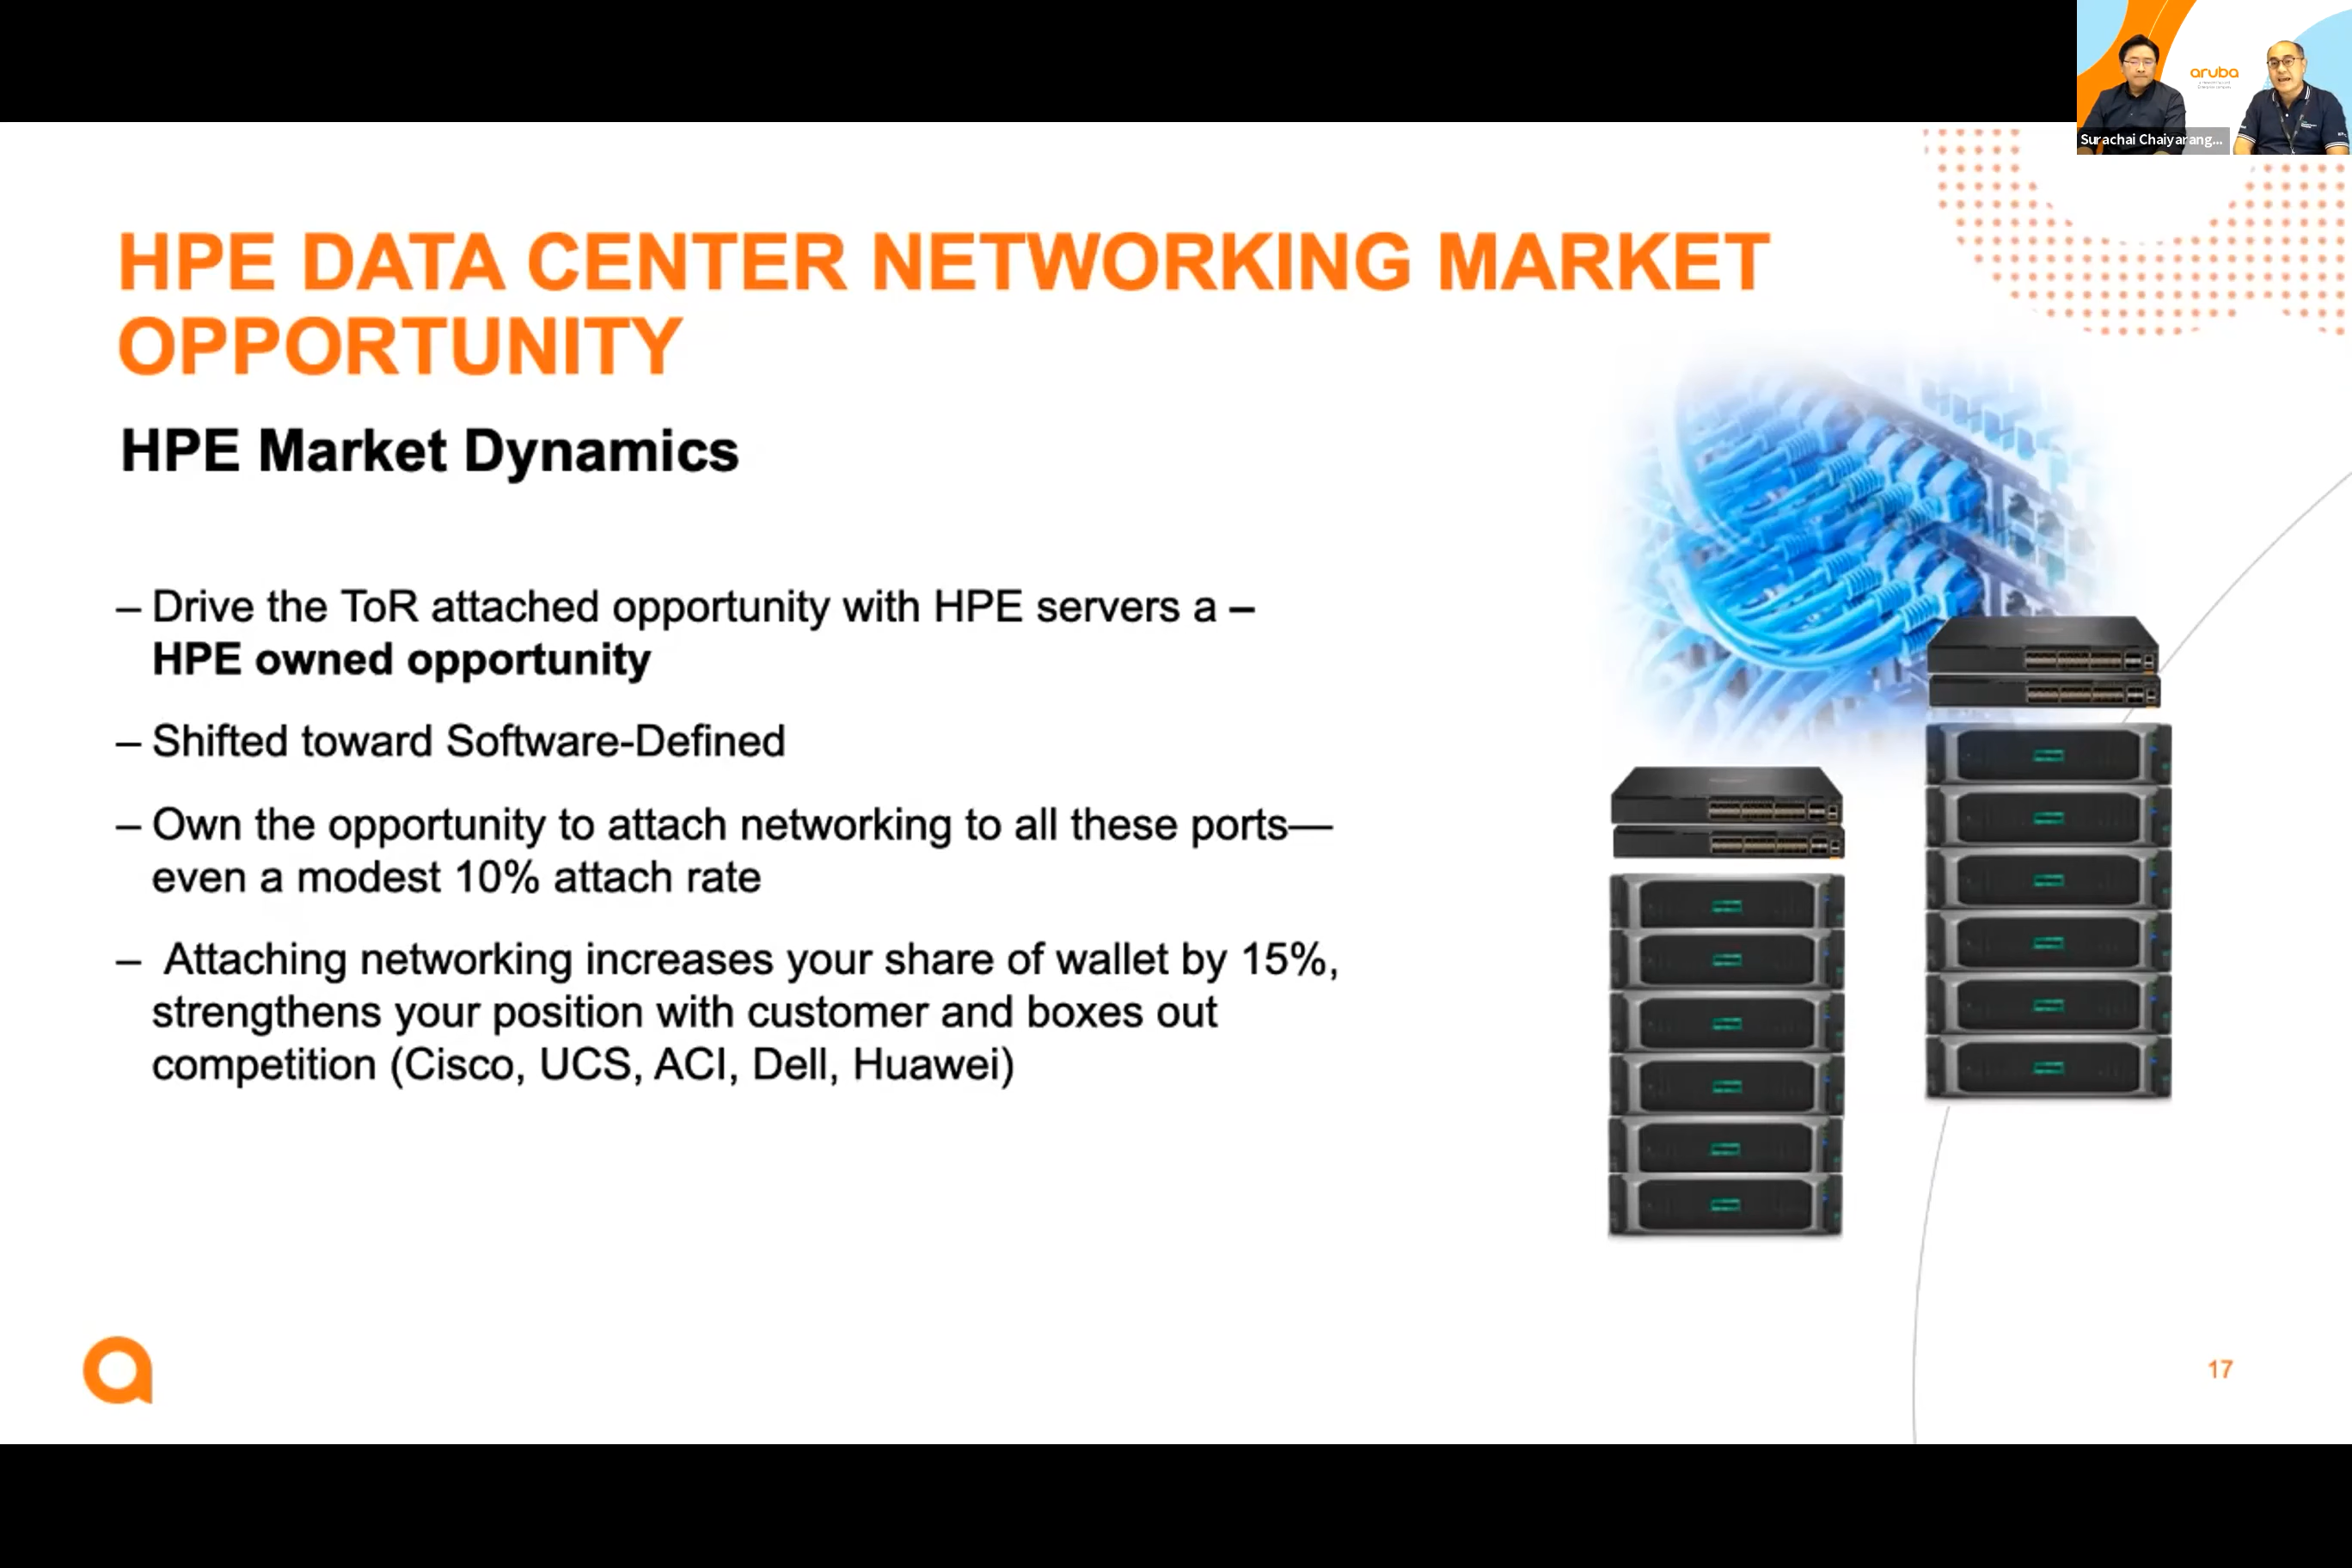 aruba
Surachai Chaiyarang...
HPE DATA CENTER NETWORKING MARKET
OPPORTUNITY
HPE Market Dynamics
– Drive the ToR attached opportunity with HPE servers a –
HPE owned opportunity
– Shifted toward Software-Defined
– Own the opportunity to attach networking to all these ports—
even a modest 10% attach rate
– Attaching networking increases your share of wallet by 15%,
strengthens your position with customer and boxes out
competition (Cisco, UCS, ACI, Dell, Huawei)
17